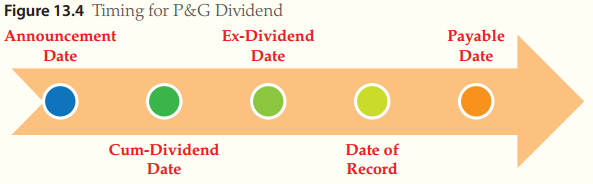 Figure 13.4 Timing for P&G Dividend
Announcement
Date
Ex-Dividend
Date
Payable
Date
Cum-Dividend
Date
Date of
Record